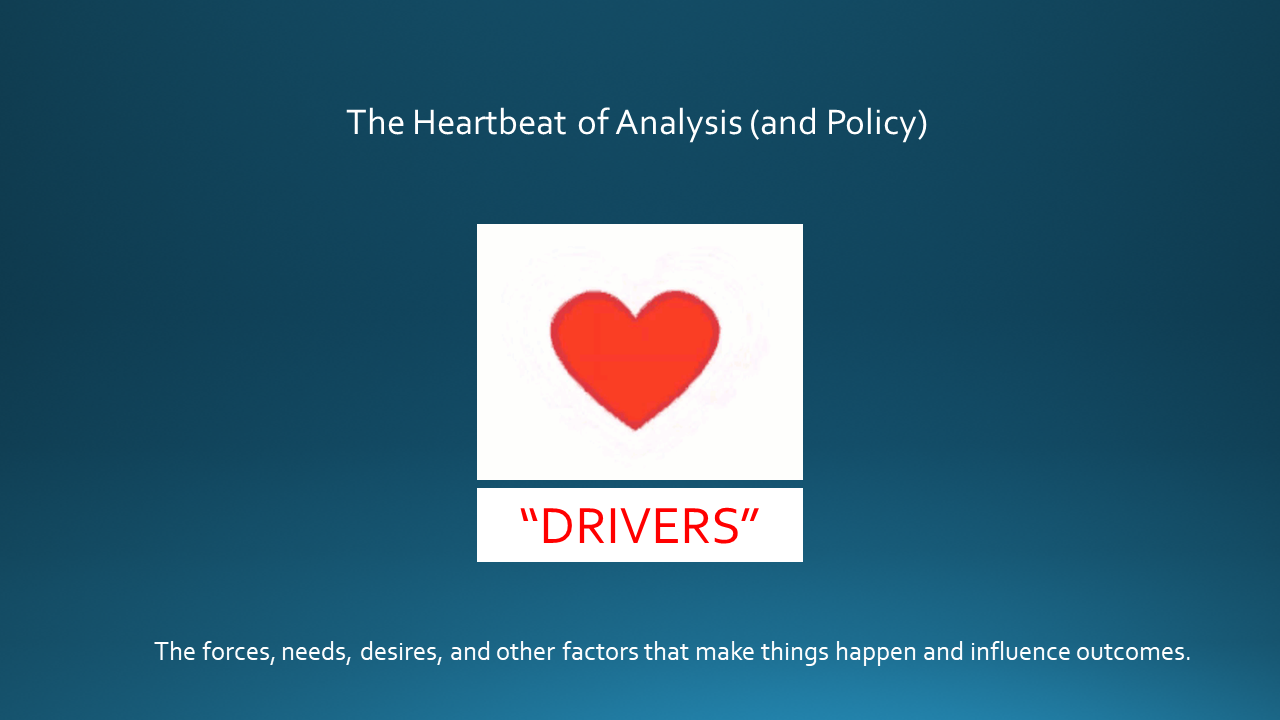 The Heartbeat of Analysis (and Policy)
“DRIVERS”
The forces, needs, desires, and other factors that make things happen and influence outcomes.